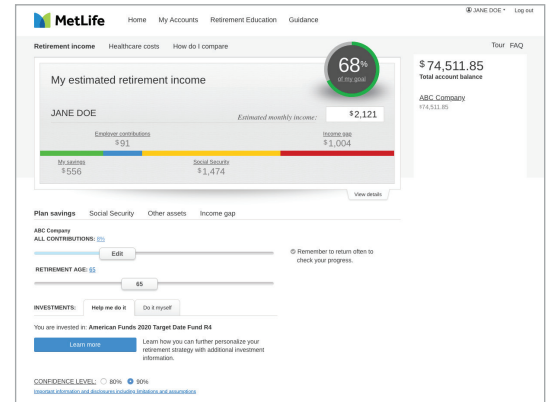 JANE DOE
Log out
MetLife
Home My Accounts Retirement Education Guidance
Retirement income Healthcare costs How do I compare
Tour FAQ
68%
of my goal
My estimated retirement income
JANE DOE
Estimated monthly income: $2,121
Employer contributions
$91
Income gap
$1,004
My savings
$556
Social Security
$1,474
View details
$74,511.85
Total account balance
ABC Company
$74,511.85
Plan savings Social Security Other assets Income gap
ABC Company
ALL CONTRIBUTIONS:
Edit
Remember to return often to
check your progress.
RETIREMENT AGE: 65
65
INVESTMENTS: Help me do it Do it myself
You are invested in: American Funds 2020 Target Date Fund R4
Learn more
Learn how you can further personalize your
retirement strategy with additional investment
information.
CONFIDENCE LEVEL: 80% 90%
Important information and disclosures including limitations and assumptions